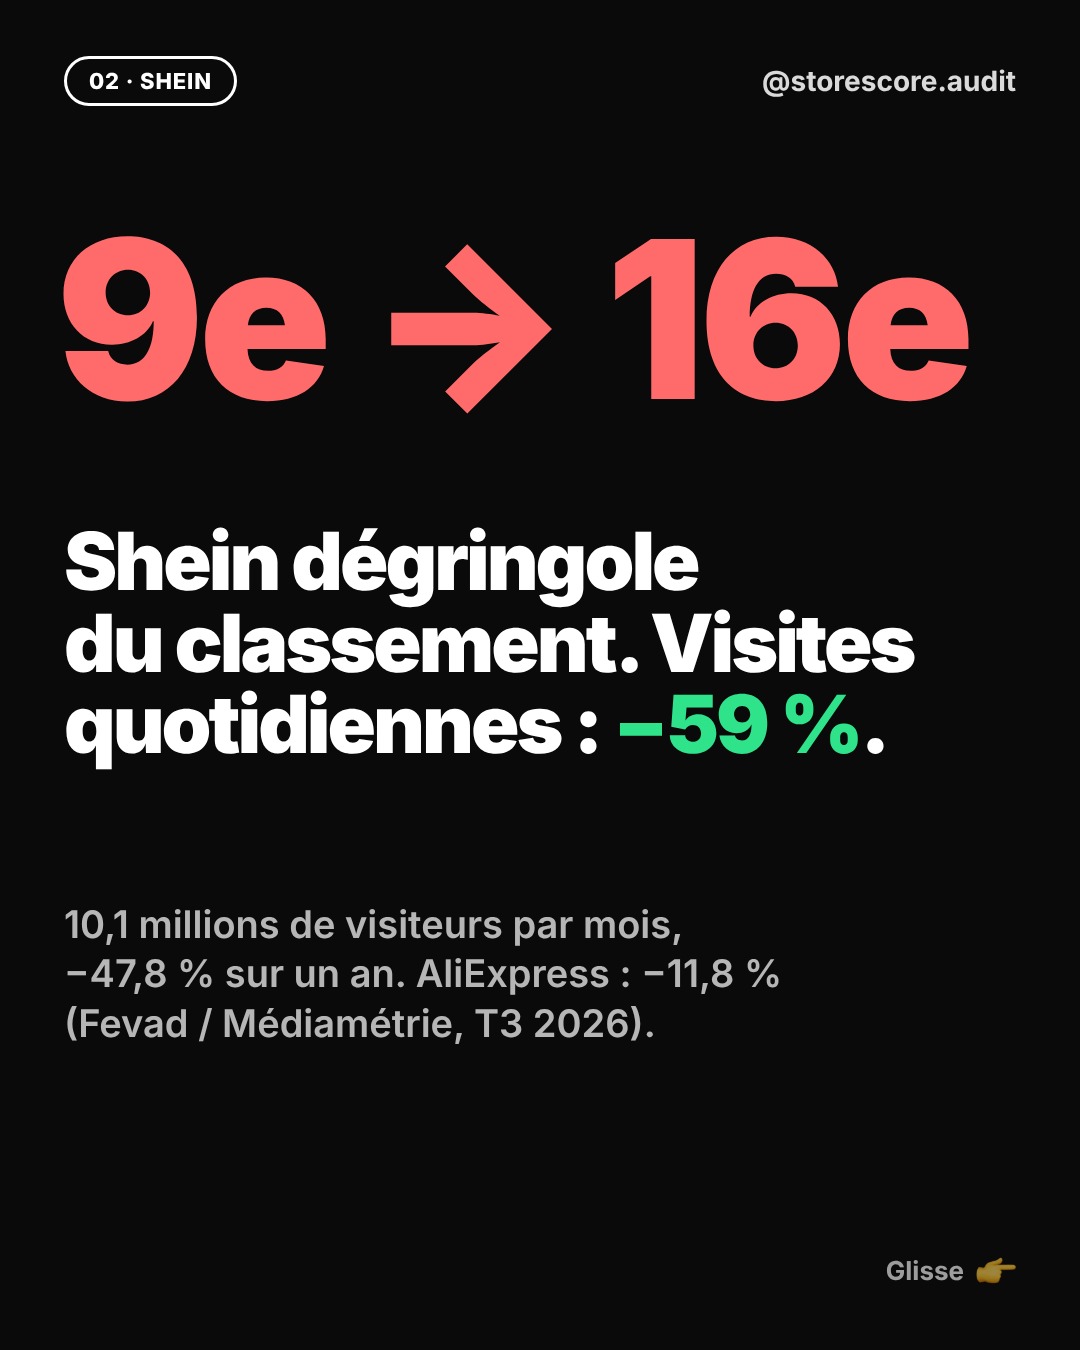 02 · SHEIN
@storescore.audit
9e → 16e
Shein dégringole
du classement. Visites
quotidiennes : −59 %.
10,1 millions de visiteurs par mois,
−47,8 % sur un an. AliExpress : −11,8 %
(Fevad / Médiamétrie, T3 2026).
Glisse 👉